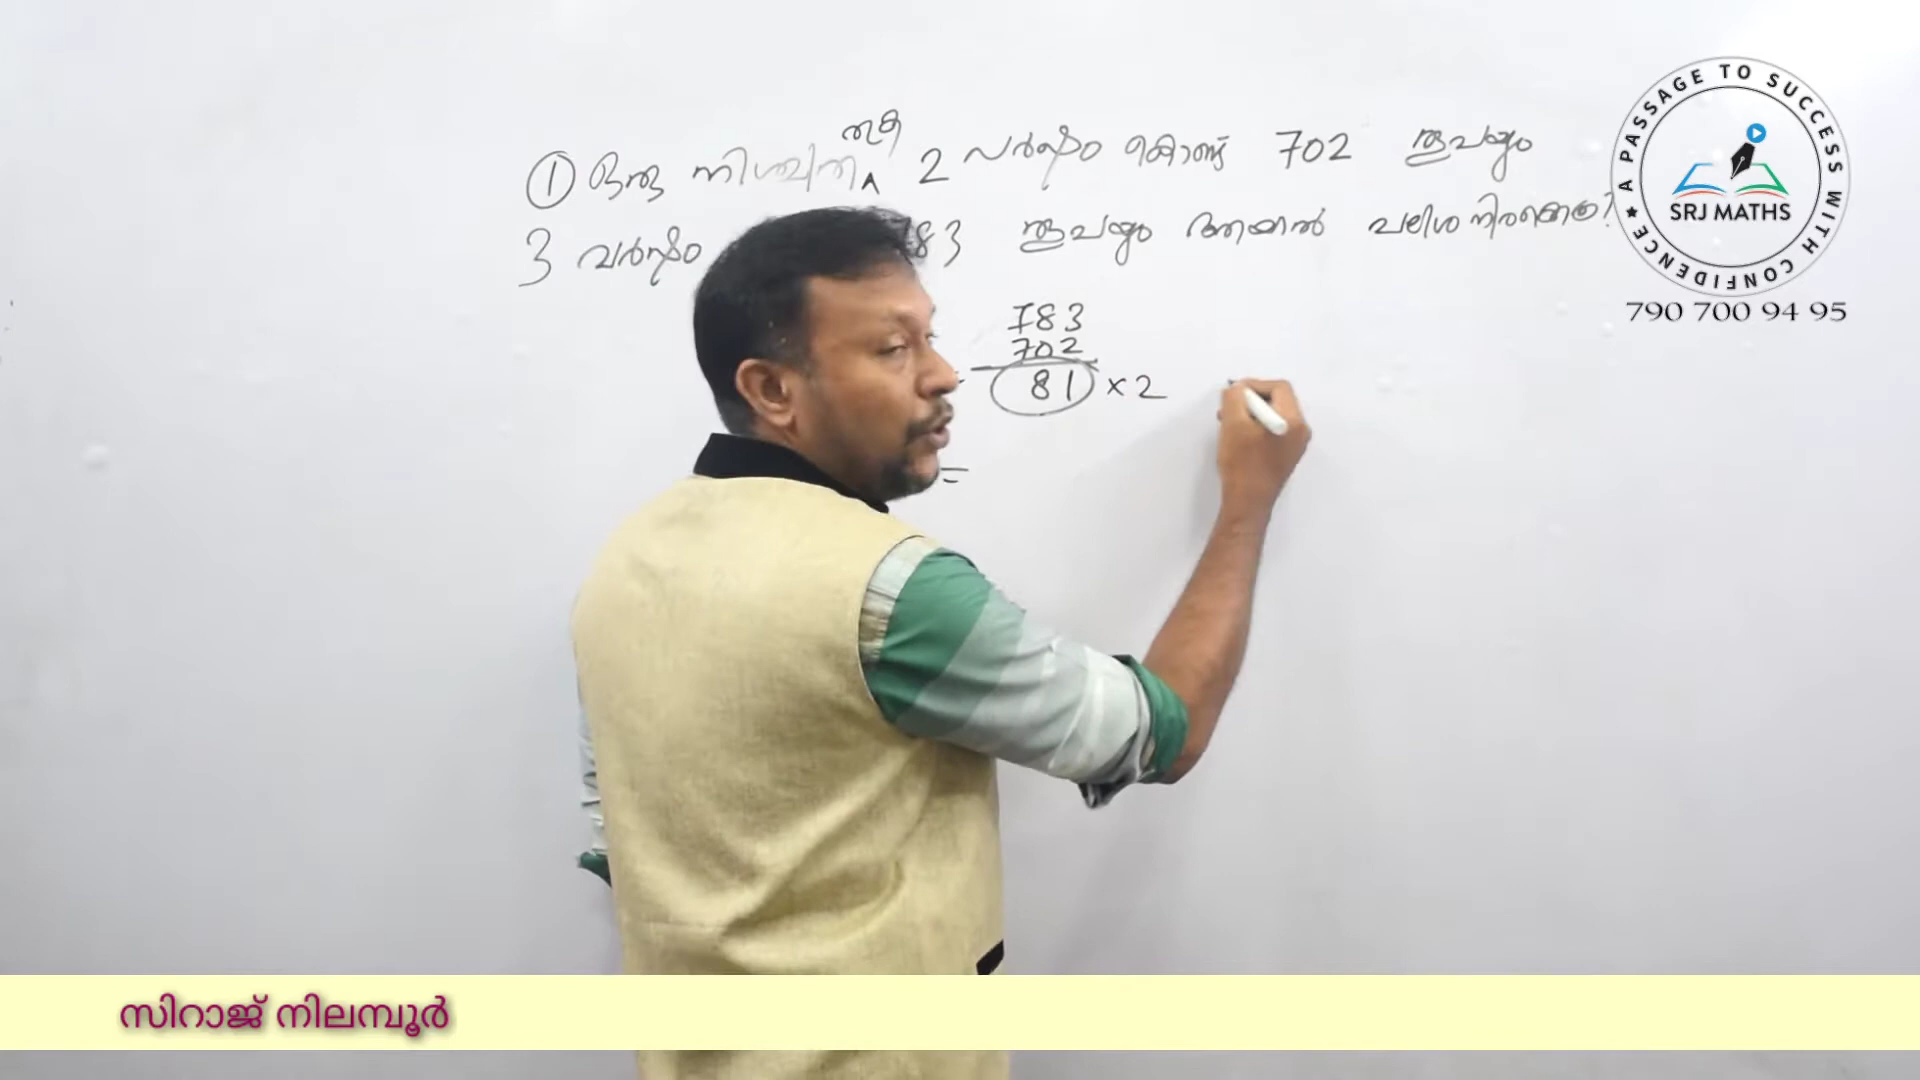 ① ഒരു നിശ്ചിത തുക 2 വർഷം കൊണ്ട് 702 രൂപയും
3 വർഷം 783 രൂപയും ആയാൽ പലിശ നിരക്കെത്ര?
783
702
81 × 2
=
A PASSAGE TO SUCCESS WITH CONFIDENCE
SRJ MATHS
790 700 94 95
സിറാജ് നിലമ്പൂർ